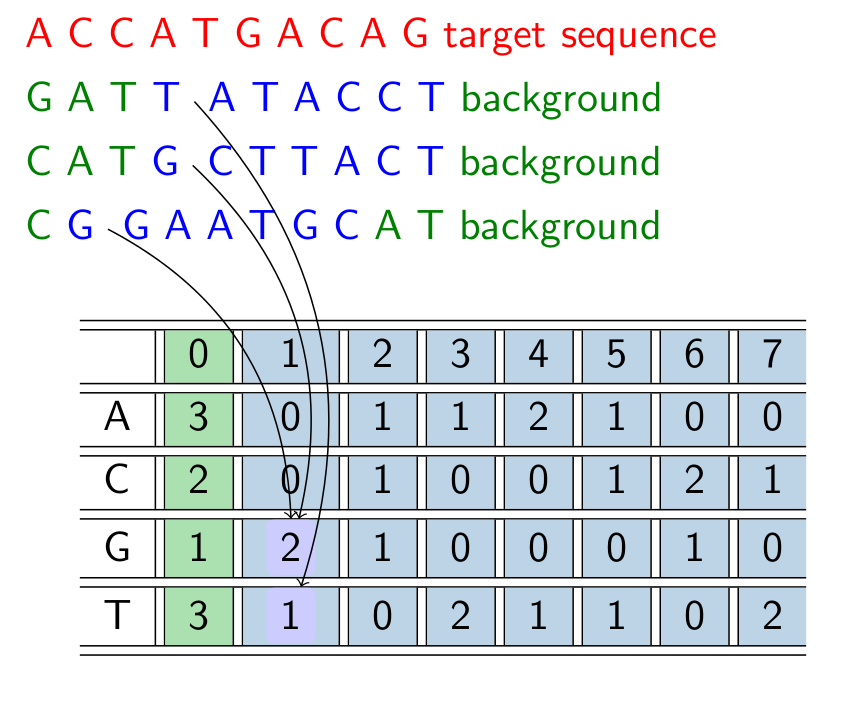 A C C A T G A C A G target sequence
G A T T A T A C C T background
C A T G C T T A C T background
C G G A A T G C A T background
0 1 2 3 4 5 6 7
A 3 0 1 1 2 1 0 0
C 2 0 1 0 0 1 2 1
G 1 2 1 0 0 0 1 0
T 3 1 0 2 1 1 0 2